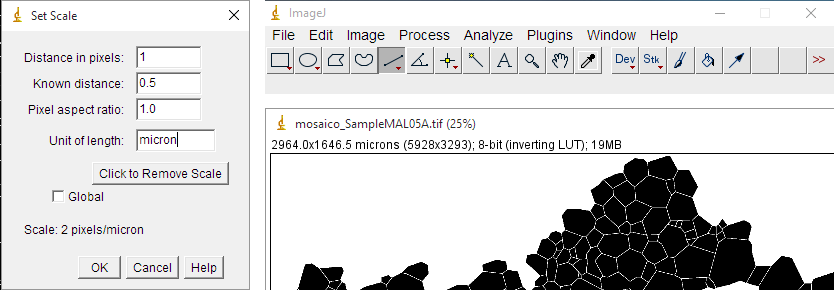 Set Scale
Distance in pixels: 1
Known distance: 0.5
Pixel aspect ratio: 1.0
Unit of length: micron
Click to Remove Scale
Global
Scale: 2 pixels/micron
OK Cancel Help
ImageJ
File Edit Image Process Analyze Plugins Window Help
A Dev Stk >>
mosaico_SampleMAL05A.tif (25%)
2964.0x1646.5 microns (5928x3293); 8-bit (inverting LUT); 19MB